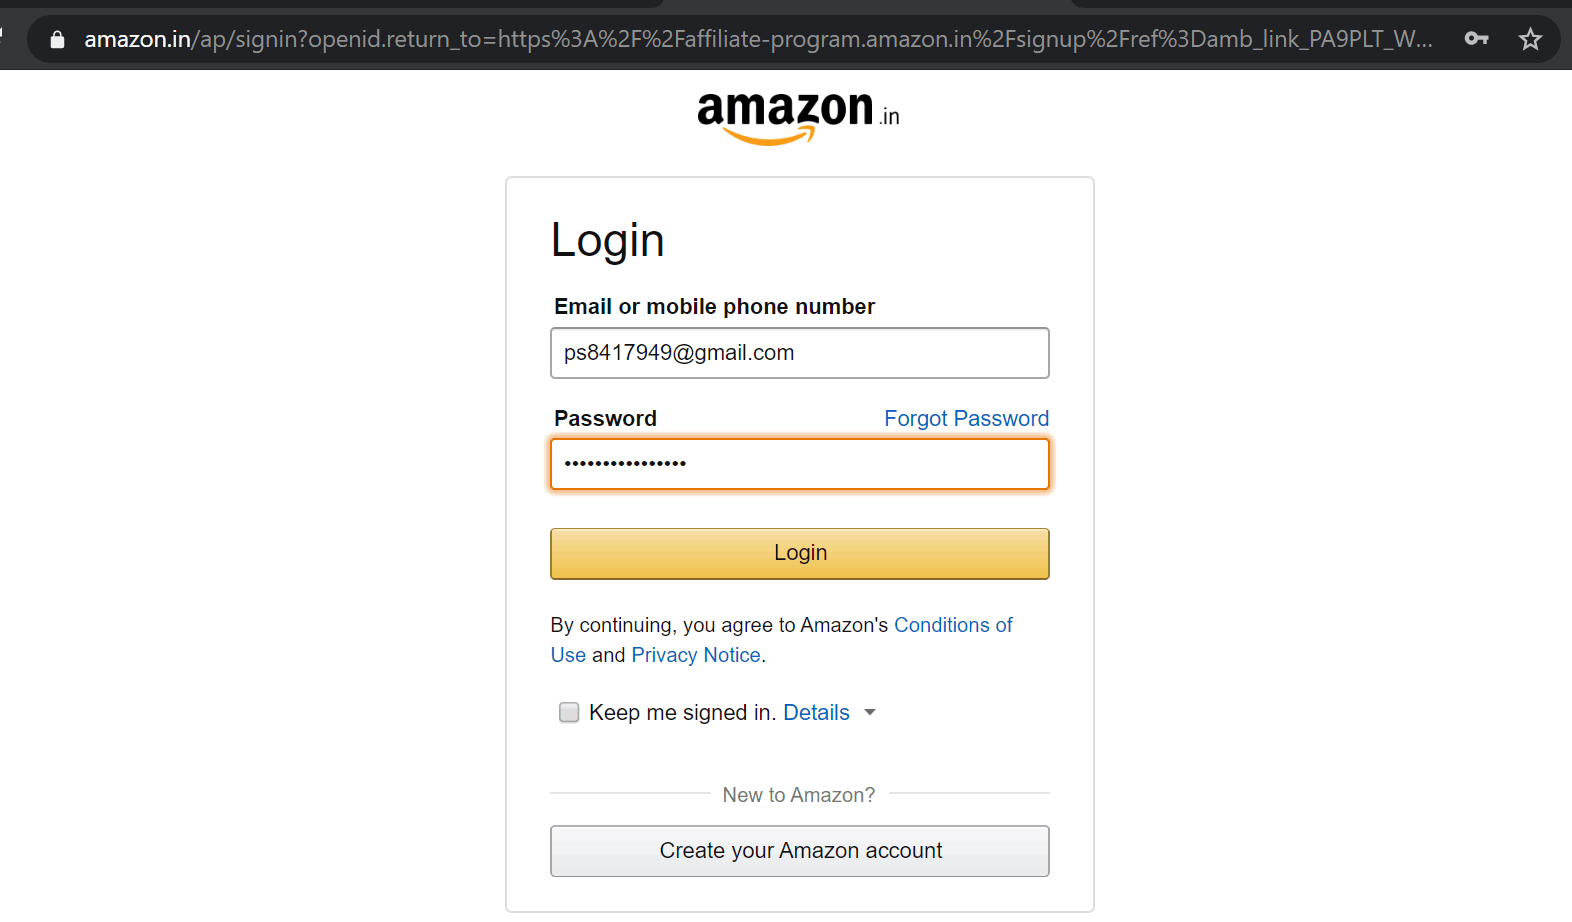 amazon.in/ap/signin?openid.return_to=https%3A%2F%2Faffiliate-program.amazon.in%2Fsignup%2Fref%3Damb_link_PA9PLT_W...
amazon.in
Login
Email or mobile phone number
ps8417949@gmail.com
Password Forgot Password
••••••••••••••••
Login
By continuing, you agree to Amazon's Conditions of
Use and Privacy Notice.
Keep me signed in. Details
New to Amazon?
Create your Amazon account